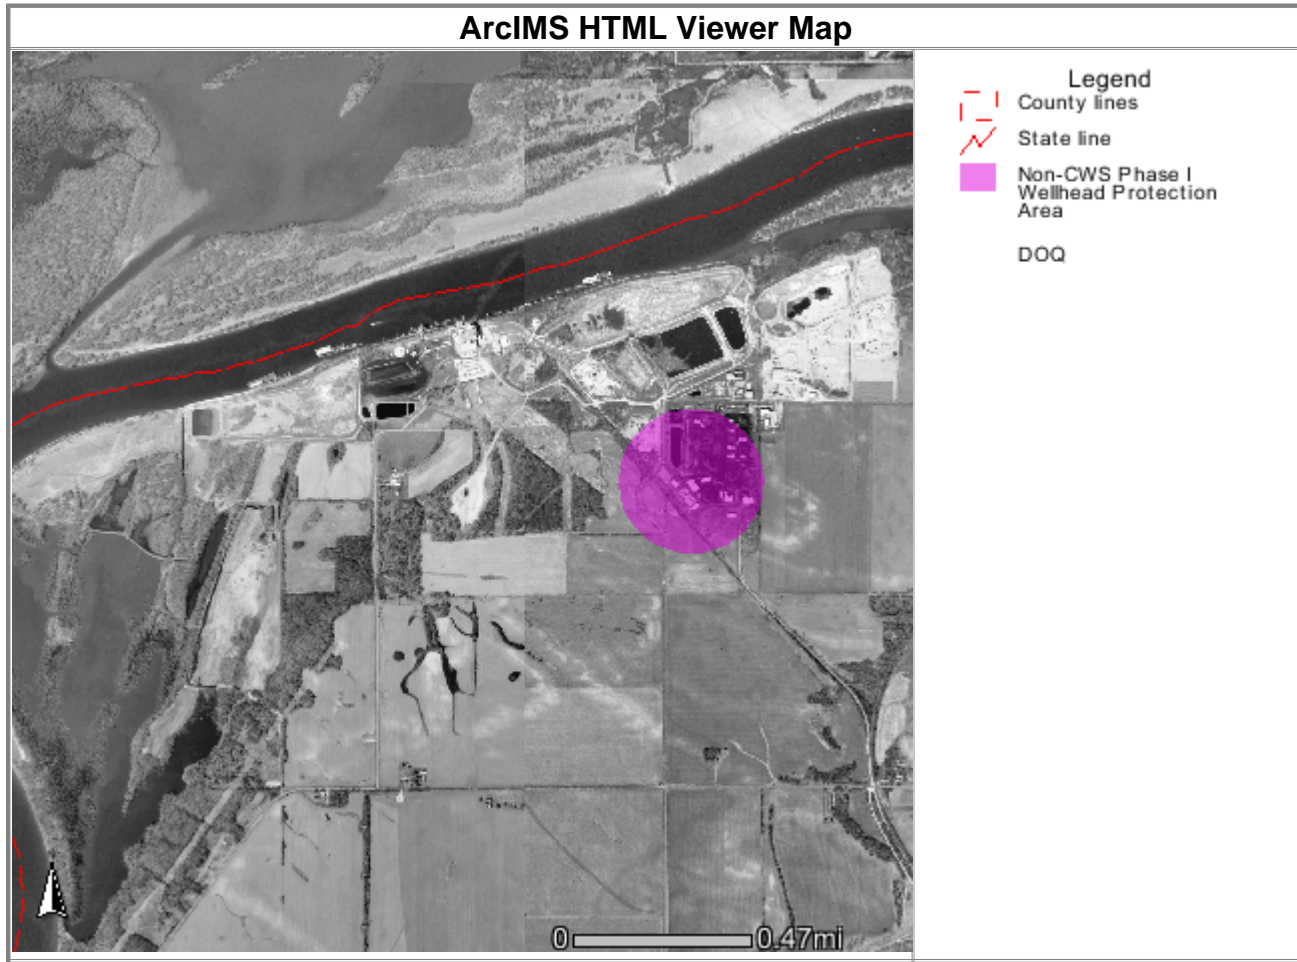 ArcIMS HTML Viewer Map
Legend
County lines
State line
Non-CWS Phase I
Wellhead Protection
Area
DOQ
0 0.47mi